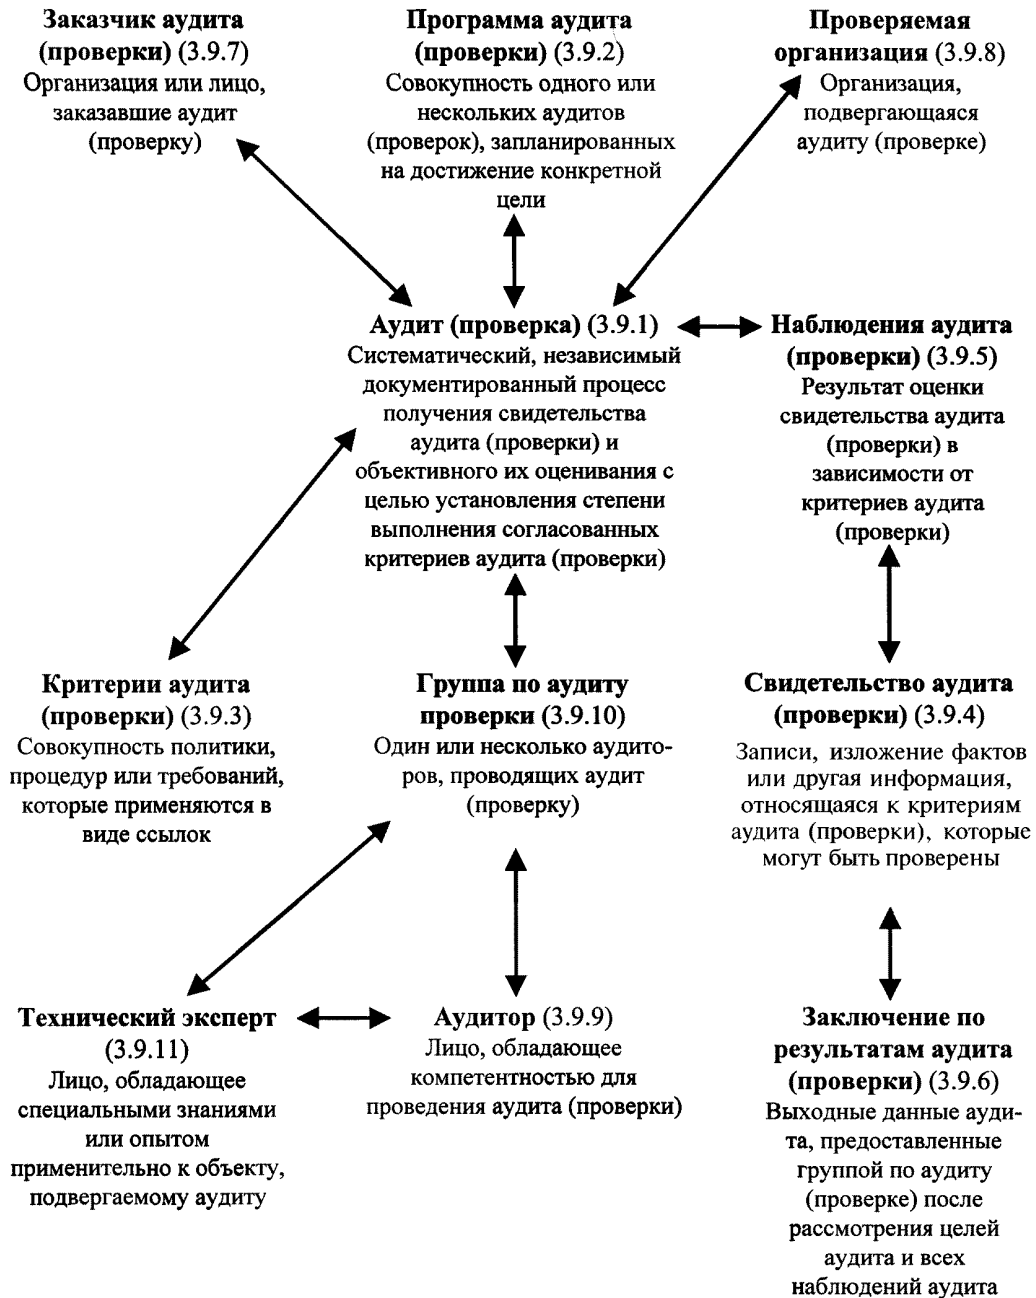 Заказчик аудита
(проверки) (3.9.7)
Организация или лицо,
заказавшие аудит
(проверку)
Программа аудита
(проверки) (3.9.2)
Совокупность одного или
нескольких аудитов
(проверок), запланированных
на достижение конкретной
цели
Проверяемая
организация (3.9.8)
Организация,
подвергающаяся
аудиту (проверке)
Аудит (проверка) (3.9.1)
Систематический, независимый
документированный процесс
получения свидетельства
аудита (проверки) и
объективного их оценивания с
целью установления степени
выполнения согласованных
критериев аудита (проверки)
Наблюдения аудита
(проверки) (3.9.5)
Результат оценки
свидетельства аудита
(проверки) в
зависимости от
критериев аудита
(проверки)
Критерии аудита
(проверки) (3.9.3)
Совокупность политики,
процедур или требований,
которые применяются в
виде ссылок
Группа по аудиту
проверки (3.9.10)
Один или несколько аудито-
ров, проводящих аудит
(проверку)
Свидетельство аудита
(проверки) (3.9.4)
Записи, изложение фактов
или другая информация,
относящаяся к критериям
аудита (проверки), которые
могут быть проверены
Технический эксперт
(3.9.11)
Лицо, обладающее
специальными знаниями
или опытом
применительно к объекту,
подвергаемому аудиту
Аудитор (3.9.9)
Лицо, обладающее
компетентностью для
проведения аудита (проверки)
Заключение по
результатам аудита
(проверки) (3.9.6)
Выходные данные ауди-
та, предоставленные
группой по аудиту
(проверке) после
рассмотрения целей
аудита и всех
наблюдений аудита